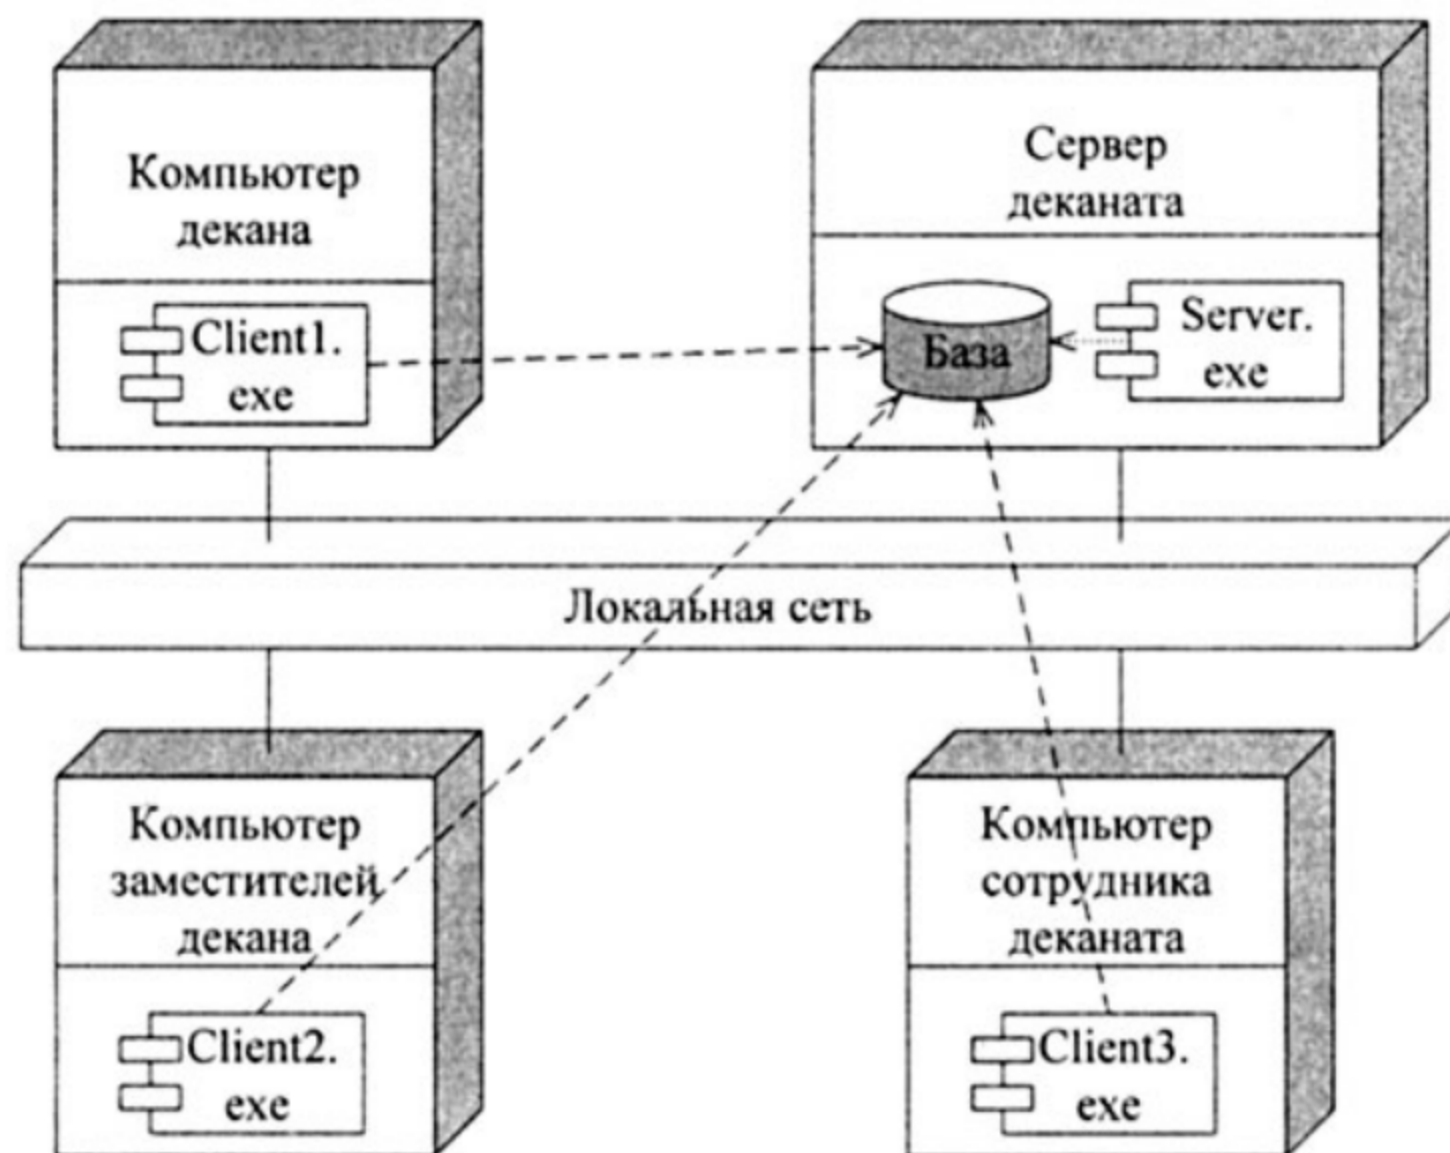 Компьютер
декана
Client1.
exe
Сервер
деканата
База
Server.
exe
Локальная сеть
Компьютер
заместителей
декана
Client2.
exe
Компьютер
сотрудника
деканата
Client3.
exe